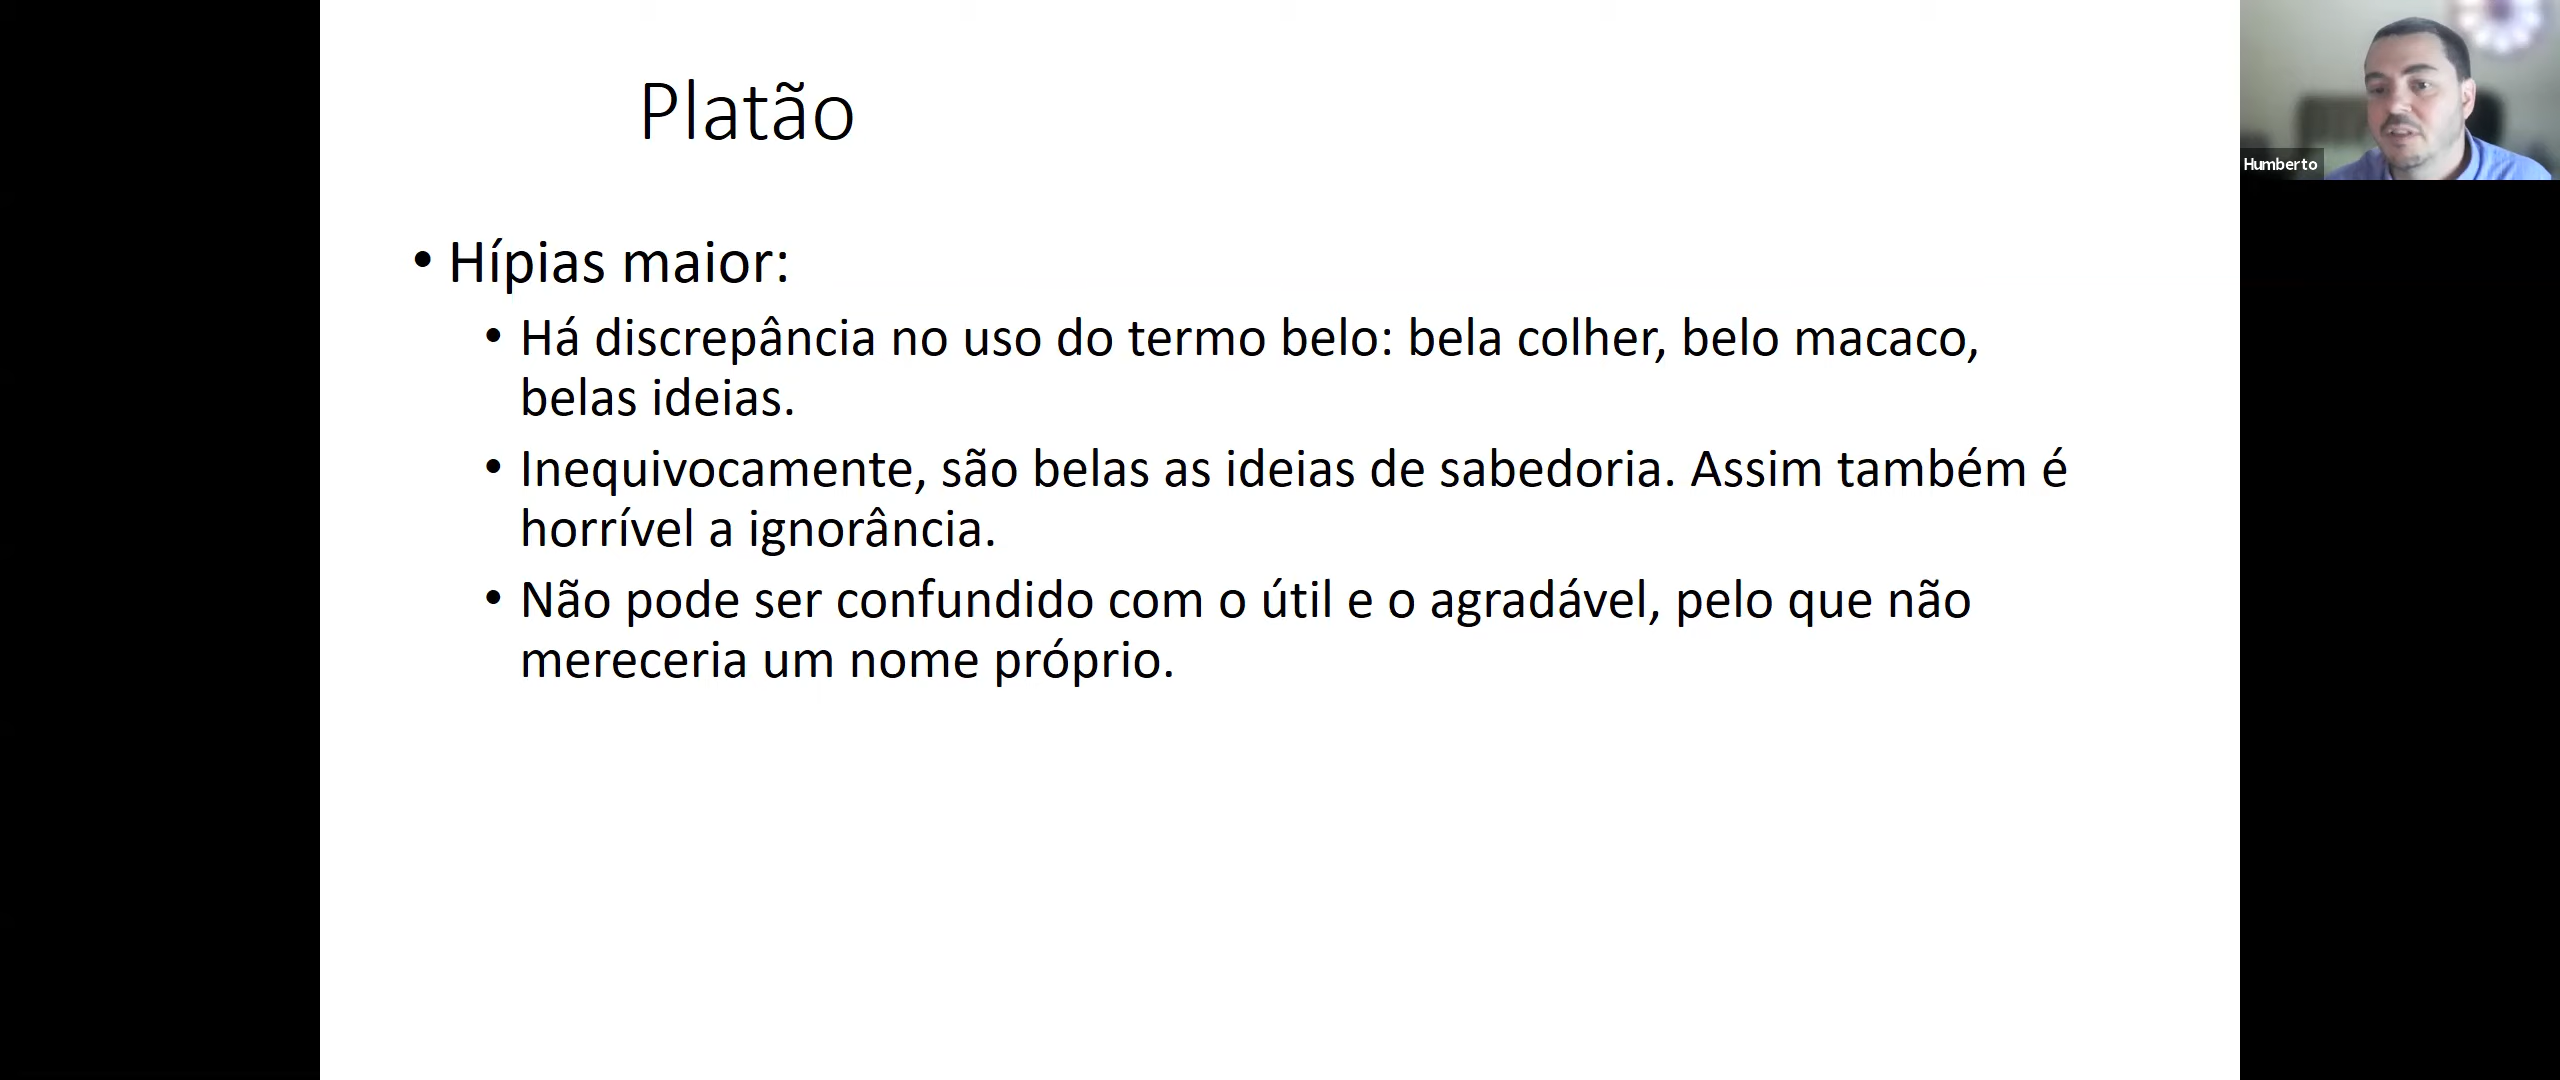 Platão
Humberto
• Hípias maior:
• Há discrepância no uso do termo belo: bela colher, belo macaco,
belas ideias.
• Inequivocamente, são belas as ideias de sabedoria. Assim também é
horrível a ignorância.
• Não pode ser confundido com o útil e o agradável, pelo que não
mereceria um nome próprio.